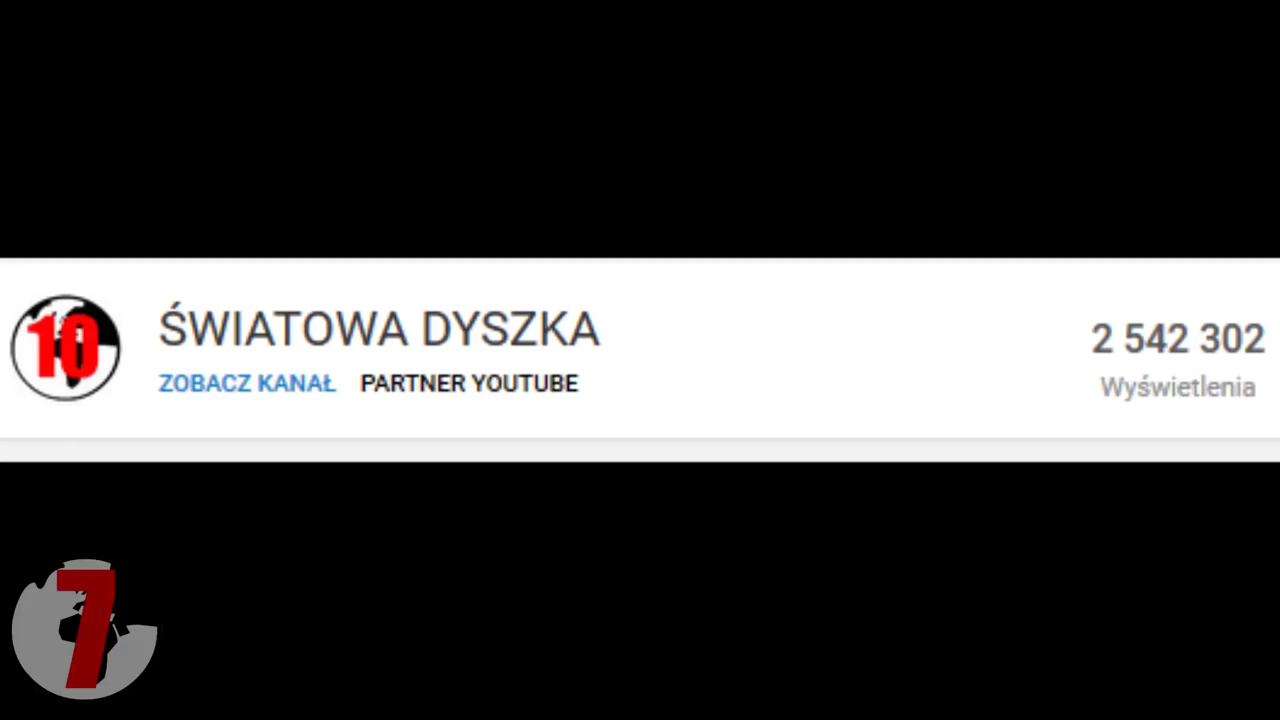 10
ŚWIATOWA DYSZKA
ZOBACZ KANAŁ PARTNER YOUTUBE
2 542 302
Wyświetlenia
7